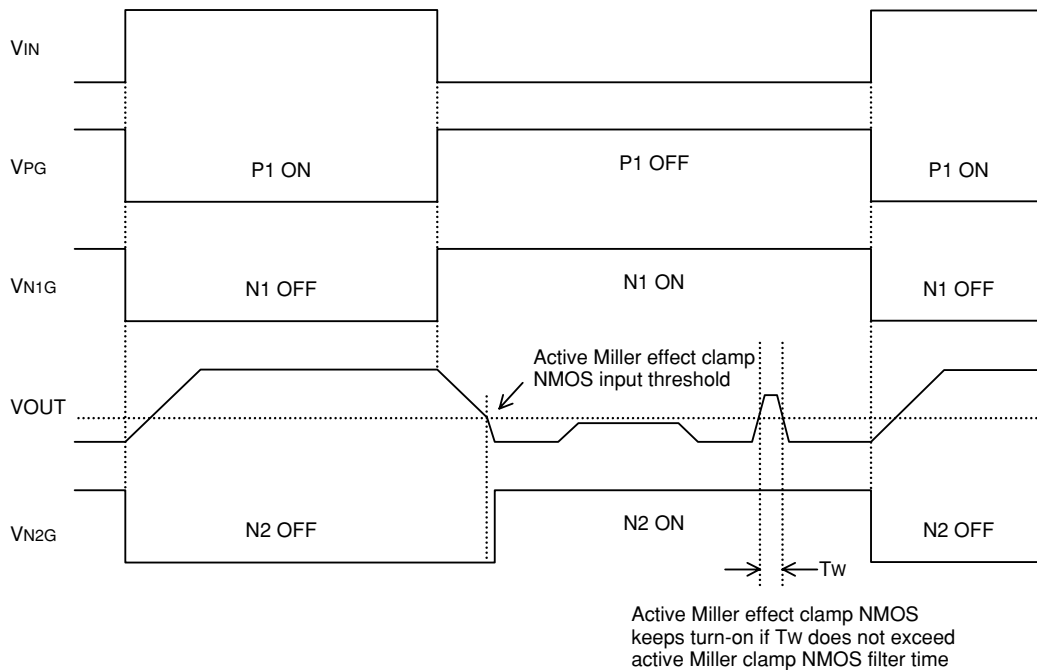 VIN
VPG
P1 ON
P1 OFF
P1 ON
VN1G
N1 OFF
N1 ON
N1 OFF
Active Miller effect clamp
NMOS input threshold
VOUT
VN2G
N2 OFF
N2 ON
N2 OFF
TW
Active Miller effect clamp NMOS
keeps turn-on if TW does not exceed
active Miller clamp NMOS filter time